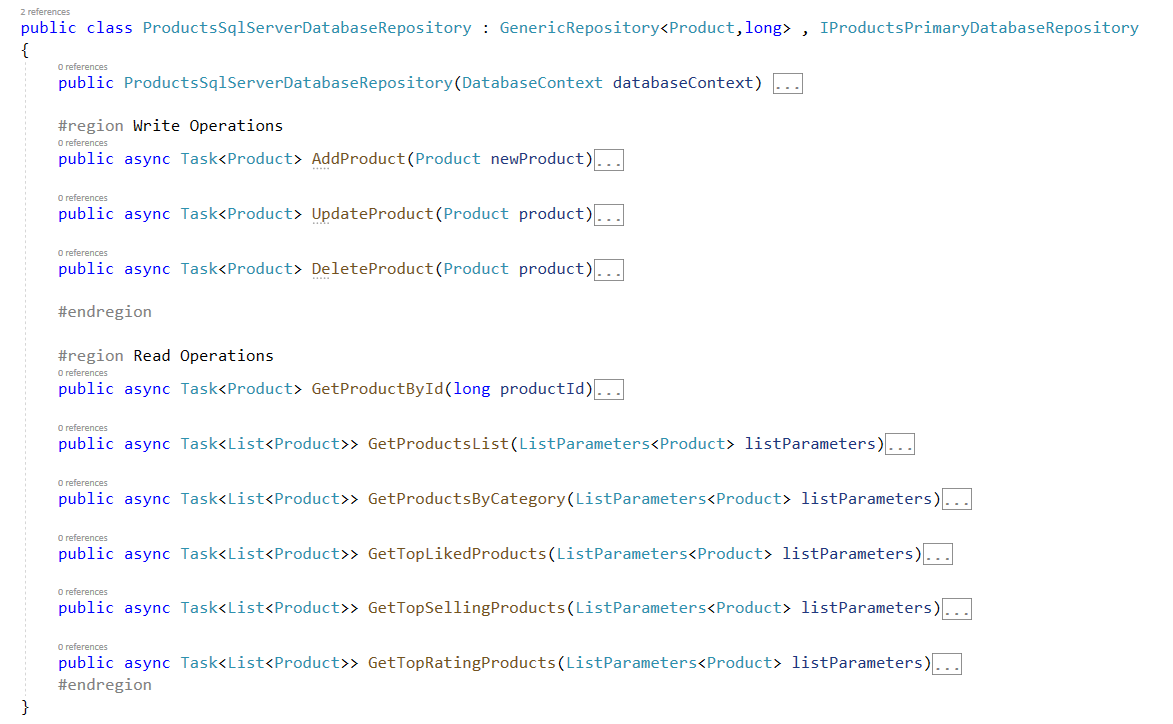 2 references
public class ProductsSqlServerDatabaseRepository : GenericRepository<Product,long> , IProductsPrimaryDatabaseRepository
{
0 references
public ProductsSqlServerDatabaseRepository(DatabaseContext databaseContext) ...
#region Write Operations
0 references
public async Task<Product> AddProduct(Product newProduct)...
0 references
public async Task<Product> UpdateProduct(Product product)...
0 references
public async Task<Product> DeleteProduct(Product product)...
#endregion
#region Read Operations
0 references
public async Task<Product> GetProductById(long productId)...
0 references
public async Task<List<Product>> GetProductsList(ListParameters<Product> listParameters)...
0 references
public async Task<List<Product>> GetProductsByCategory(ListParameters<Product> listParameters)...
0 references
public async Task<List<Product>> GetTopLikedProducts(ListParameters<Product> listParameters)...
0 references
public async Task<List<Product>> GetTopSellingProducts(ListParameters<Product> listParameters)...
0 references
public async Task<List<Product>> GetTopRatingProducts(ListParameters<Product> listParameters)...
#endregion
}